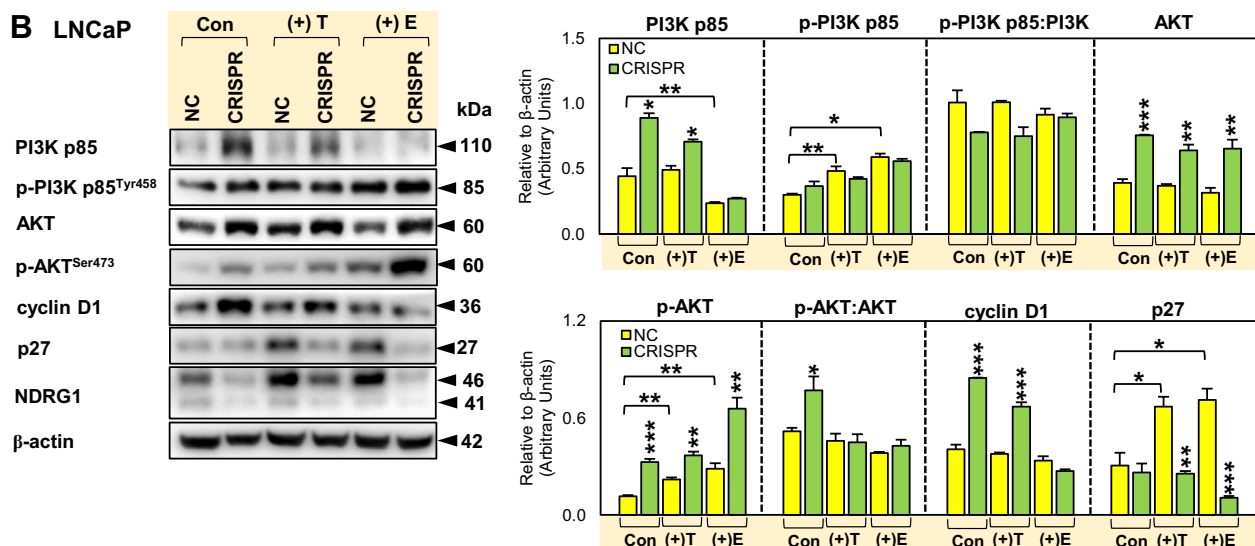 B LNCaP
Con (+) T (+) E
NC CRISPR NC CRISPR NC CRISPR kDa
PI3K p85 110
p-PI3K p85Tyr458 85
AKT 60
p-AKTSer473 60
cyclin D1 36
p27 27
NDRG1 46
41
β-actin 42
PI3K p85 p-PI3K p85 p-PI3K p85:PI3K AKT
Relative to β-actin
(Arbitrary Units)
1.5
1.0
0.5
0.0
NC
CRISPR
** * *
** *
*** ** **
Con (+)T (+)E Con (+)T (+)E Con (+)T (+)E Con (+)T (+)E
p-AKT p-AKT:AKT cyclin D1 p27
Relative to β-actin
(Arbitrary Units)
1.2
0.6
0.0
NC
CRISPR
** ** *** ** **
*
*** ***
* * ** ***
Con (+)T (+)E Con (+)T (+)E Con (+)T (+)E Con (+)T (+)E